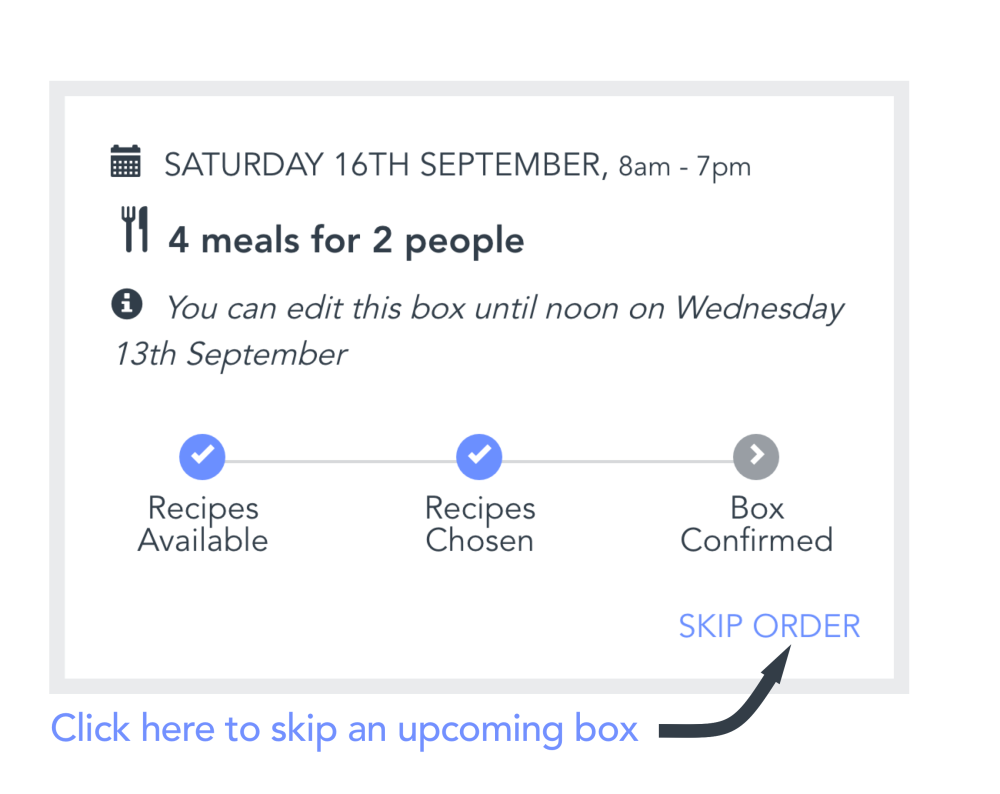 SATURDAY 16TH SEPTEMBER, 8am - 7pm
4 meals for 2 people
You can edit this box until noon on Wednesday
13th September
Recipes
Available
Recipes
Chosen
Box
Confirmed
SKIP ORDER
Click here to skip an upcoming box